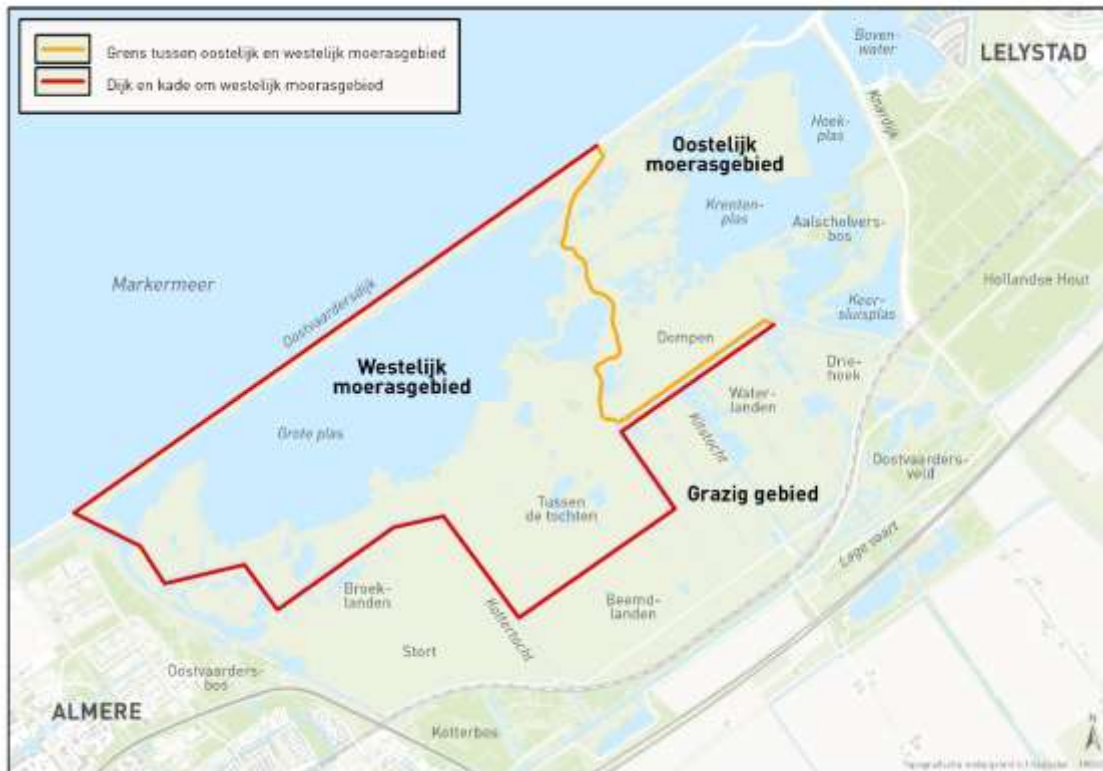 Grens tussen oostelijk en westelijk moerasgebied
Dijk en kade om westelijk moerasgebied
Boven-
water
LELYSTAD
Knardijk
Hoek-
plas
Oostelijk
moerasgebied
Krenten-
plas
Aalscholvers-
bos
Hollandse Hout
Markermeer
Oostvaardersdijk
Keer-
sluisplas
Dompen
Drie-
hoek
Westelijk
moerasgebied
Water-
landen
Grote plas
Kitstocht
Oostvaarders-
veld
Grazig gebied
Tussen
de tochten
Lage vaart
Broek-
landen
Beemd-
landen
Kottertocht
Stort
Oostvaarders-
bos
ALMERE
Kotterbos
N